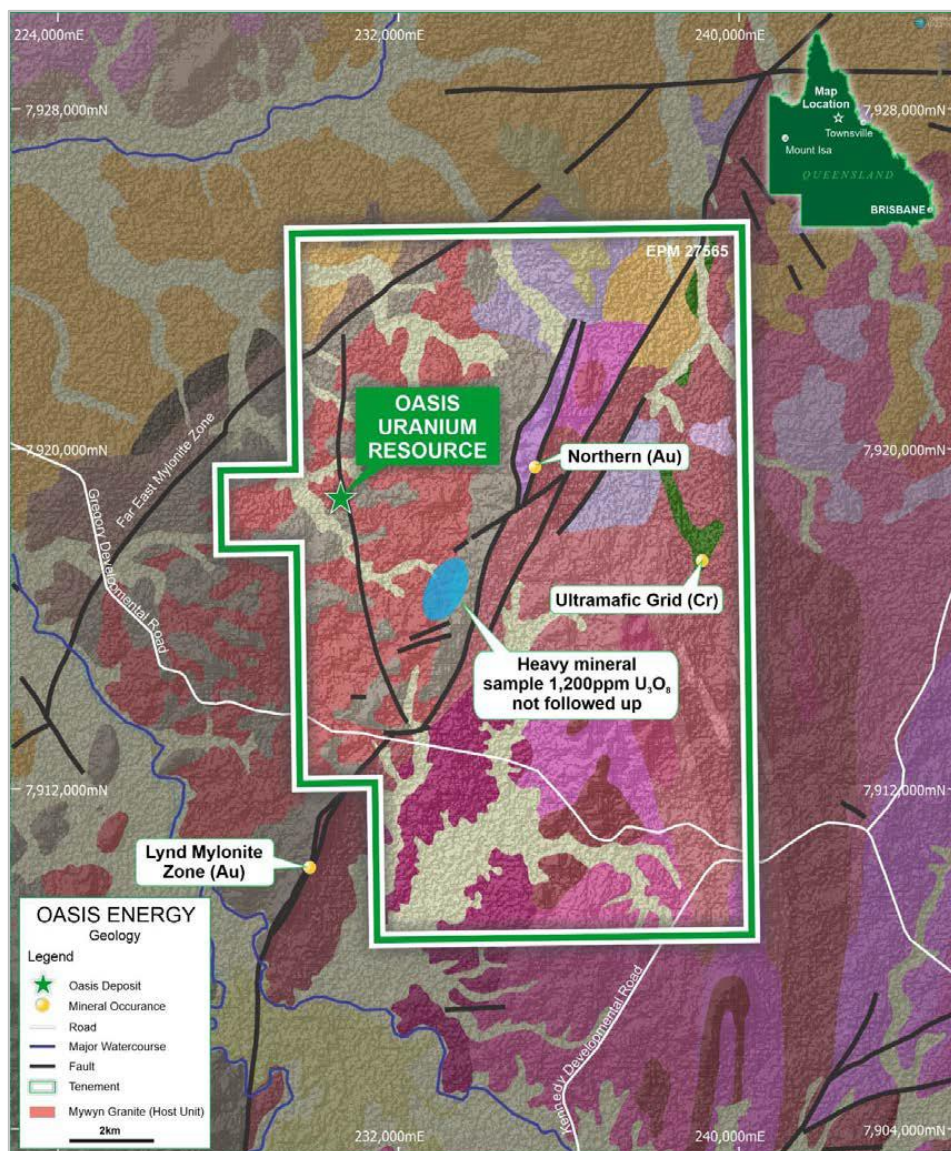 224,000mE
232,000mE
240,000mE
7,928,000mN
7,928,000mN
Map
Location
Townsville
Mount Isa
QUEENSLAND
BRISBANE
EPM 27565
OASIS
URANIUM
RESOURCE
7,920,000mN
7,920,000mN
Far East Mylonite Zone
Northern (Au)
Gregory Developmental Road
Ultramafic Grid (Cr)
Heavy mineral
sample 1,200ppm U₃O₈
not followed up
7,912,000mN
7,912,000mN
Lynd Mylonite
Zone (Au)
OASIS ENERGY
Geology
Legend
Oasis Deposit
Mineral Occurance
Road
Major Watercourse
Fault
Tenement
Mywyn Granite (Host Unit)
2km
Kennedy Developmental Road
232,000mE
240,000mE
7,904,000mN